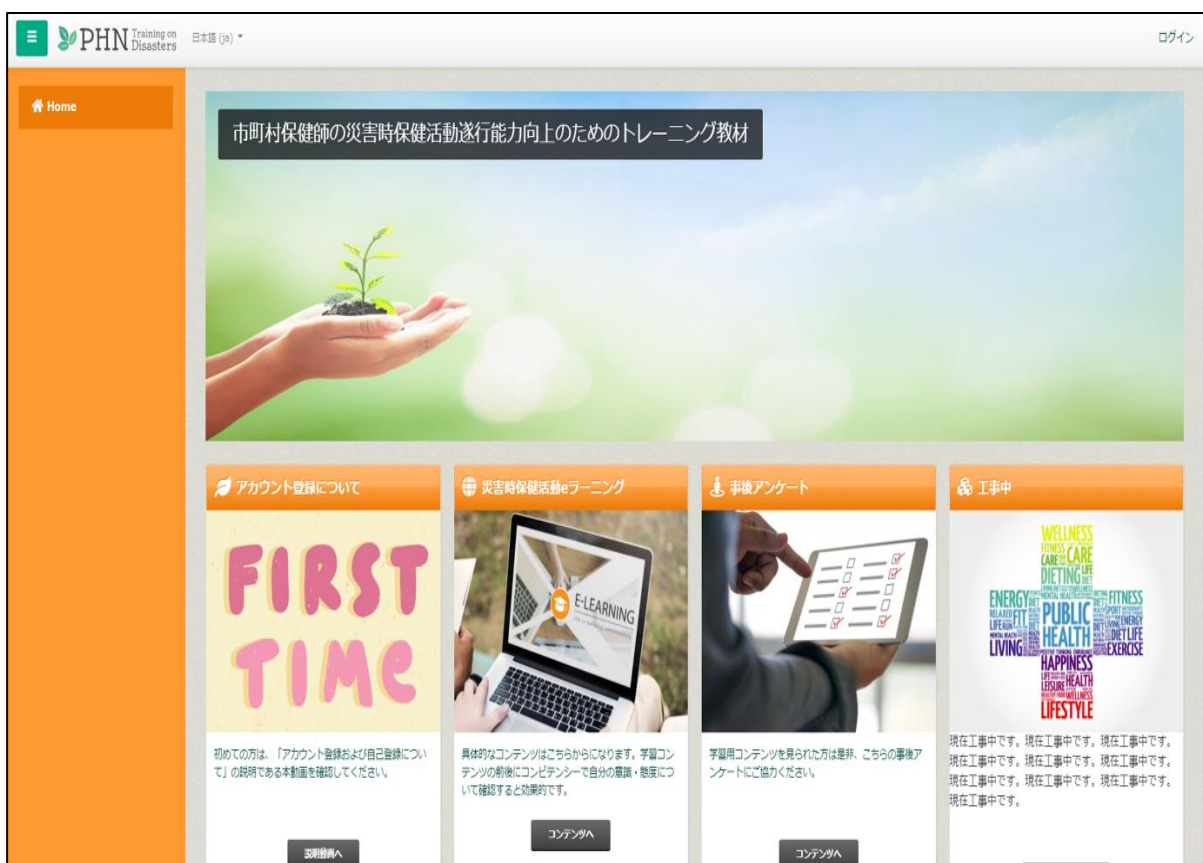 PHN Training on Disasters
日本語 (ja)
ログイン
Home
市町村保健師の災害時保健活動遂行能力向上のためのトレーニング教材
アカウント登録について
FIRST
TIME
初めての方は、「アカウント登録および自己登録につい
て」の説明である本動画を確認してください。
説明動画へ
災害時保健活動eラーニング
E-LEARNING
具体的なコンテンツはこちらからになります。学習コン
テンツの前後にコンピテンシーで自分の意識・態度につ
いて確認すると効果的です。
コンテンツへ
事後アンケート
学習用コンテンツを見られた方は是非、こちらの事後ア
ンケートにご協力ください。
コンテンツへ
工事中
WELLNESS
FITNESS
CARE CARE
DIETING LIFE
ENERGY DIET FITNESS
RELAXED FIT PUBLIC SPORT
LIFE RUN HEALTH ENERGY
DIET LIFE
LIVING EXERCISE
HAPPINESS
LEISURE HEALTH
WELLNESS
LIFESTYLE
現在工事中です。現在工事中です。現在工事中です。
現在工事中です。現在工事中です。現在工事中です。
現在工事中です。現在工事中です。現在工事中です。
現在工事中です。